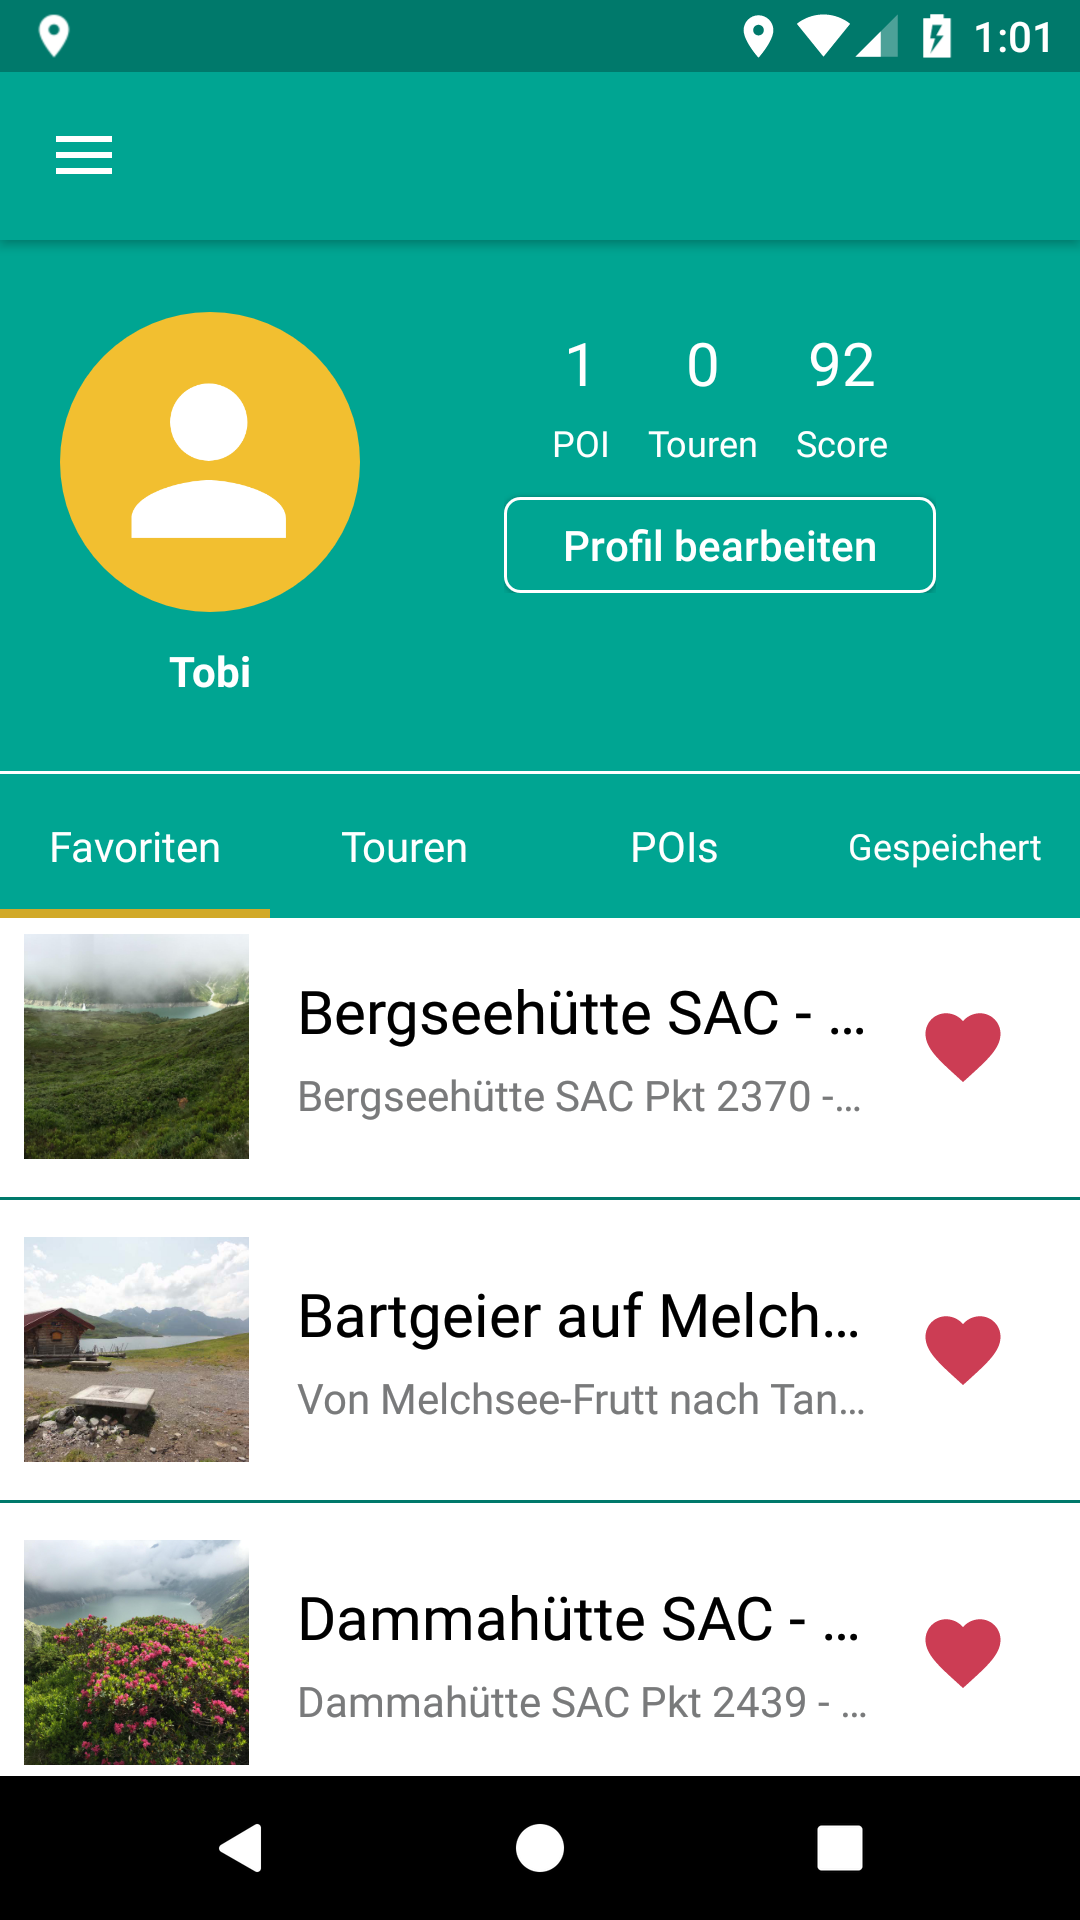 1:01
1 0 92
POI Touren Score
Profil bearbeiten
Tobi
Favoriten Touren POIs Gespeichert
Bergseehütte SAC - ...
Bergseehütte SAC Pkt 2370 -...
Bartgeier auf Melch...
Von Melchsee-Frutt nach Tan...
Dammahütte SAC - ...
Dammahütte SAC Pkt 2439 - ...